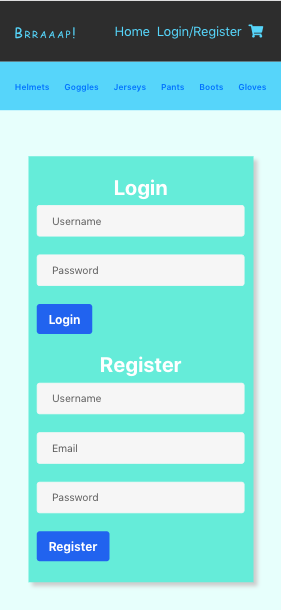 Brraaap! Home Login/Register
Helmets Goggles Jerseys Pants Boots Gloves
Login
Username
Password
Login
Register
Username
Email
Password
Register